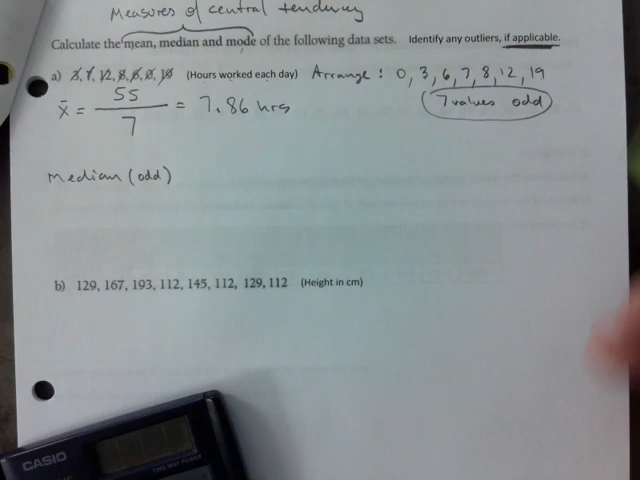 Measures of central tendency
Calculate the mean, median and mode of the following data sets. Identify any outliers, if applicable.
a) 3, 7, 12, 8, 6, 0, 19 (Hours worked each day) Arrange: 0, 3, 6, 7, 8, 12, 19
7 values odd
x̄ = 55/7 = 7.86 hrs
Median (odd)
b) 129, 167, 193, 112, 145, 112, 129, 112 (Height in cm)
CASIO
TWO WAY POWER